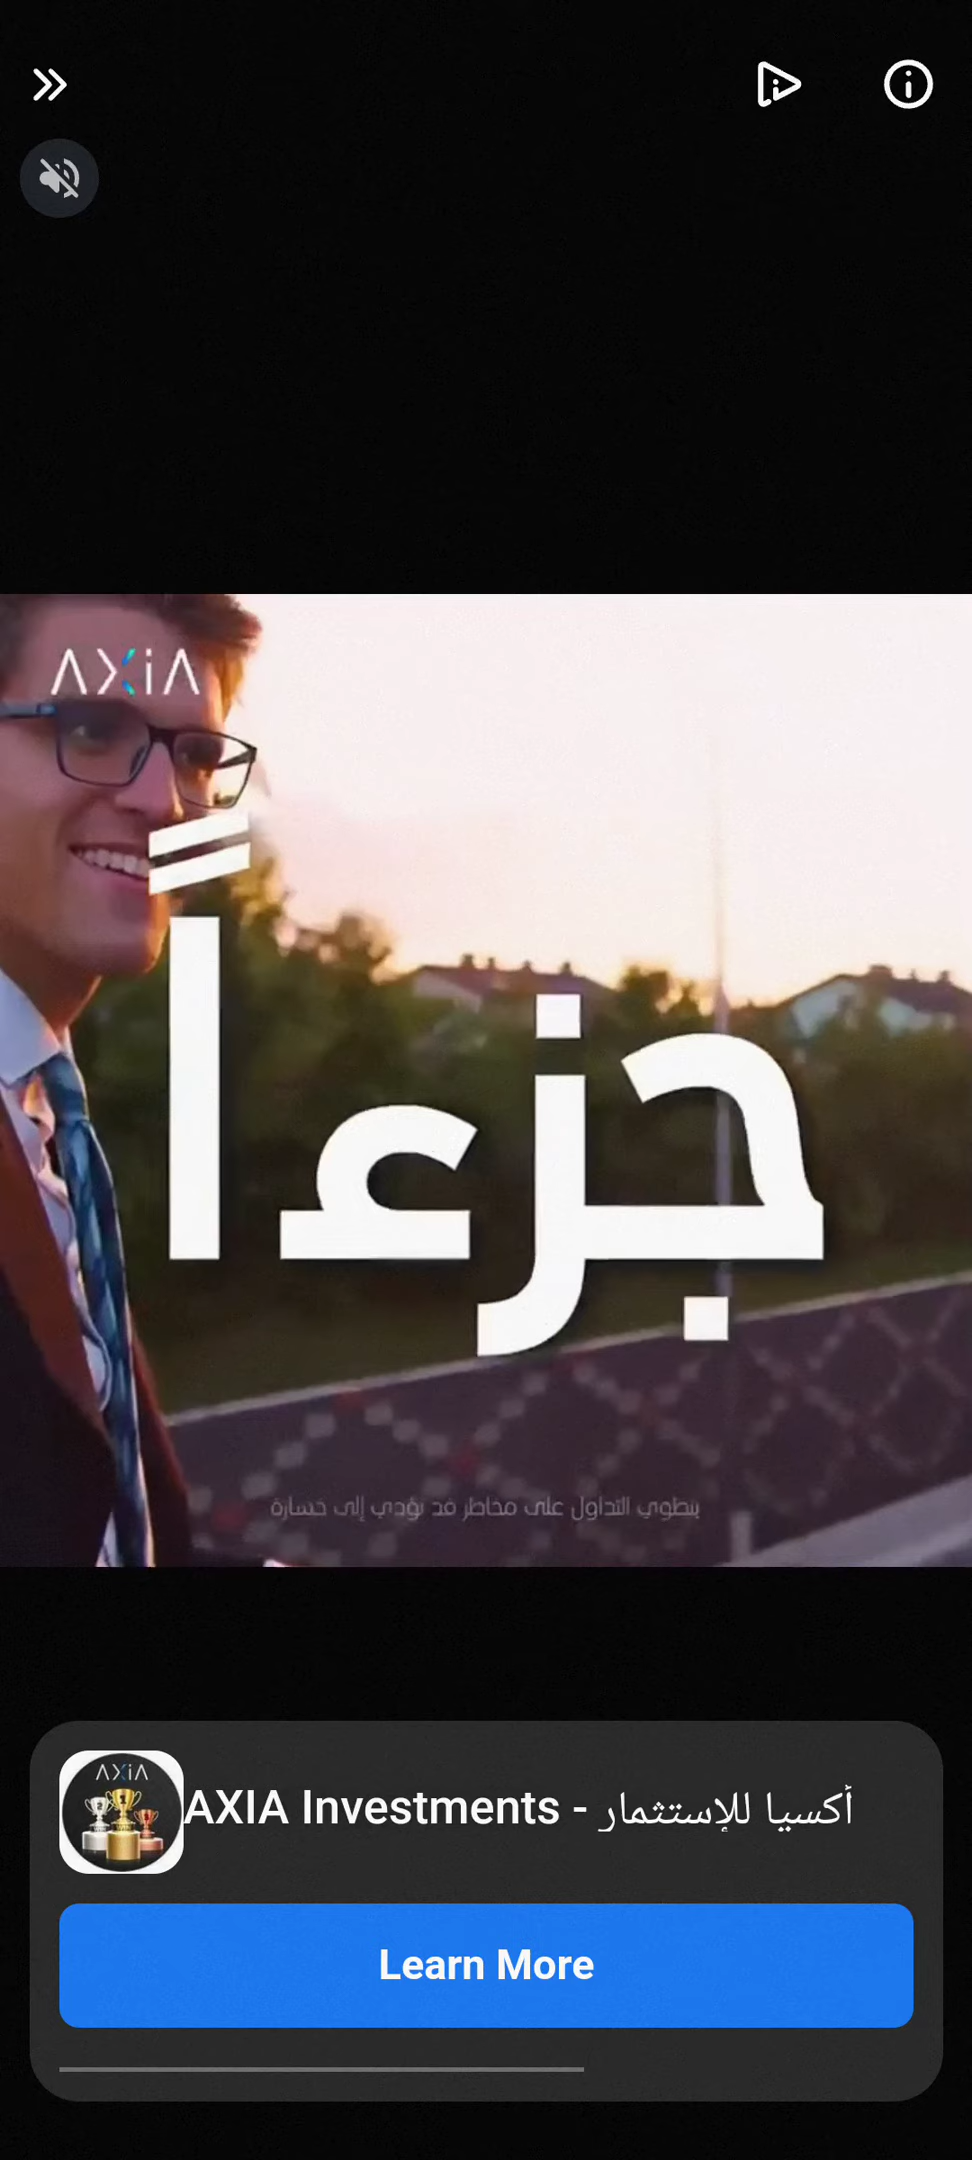 AXiA
جزءاً
ينطوي التداول على مخاطر قد تؤدي إلى خسارة
AXiA
AXIA Investments - أكسيا للإستثمار
Learn More